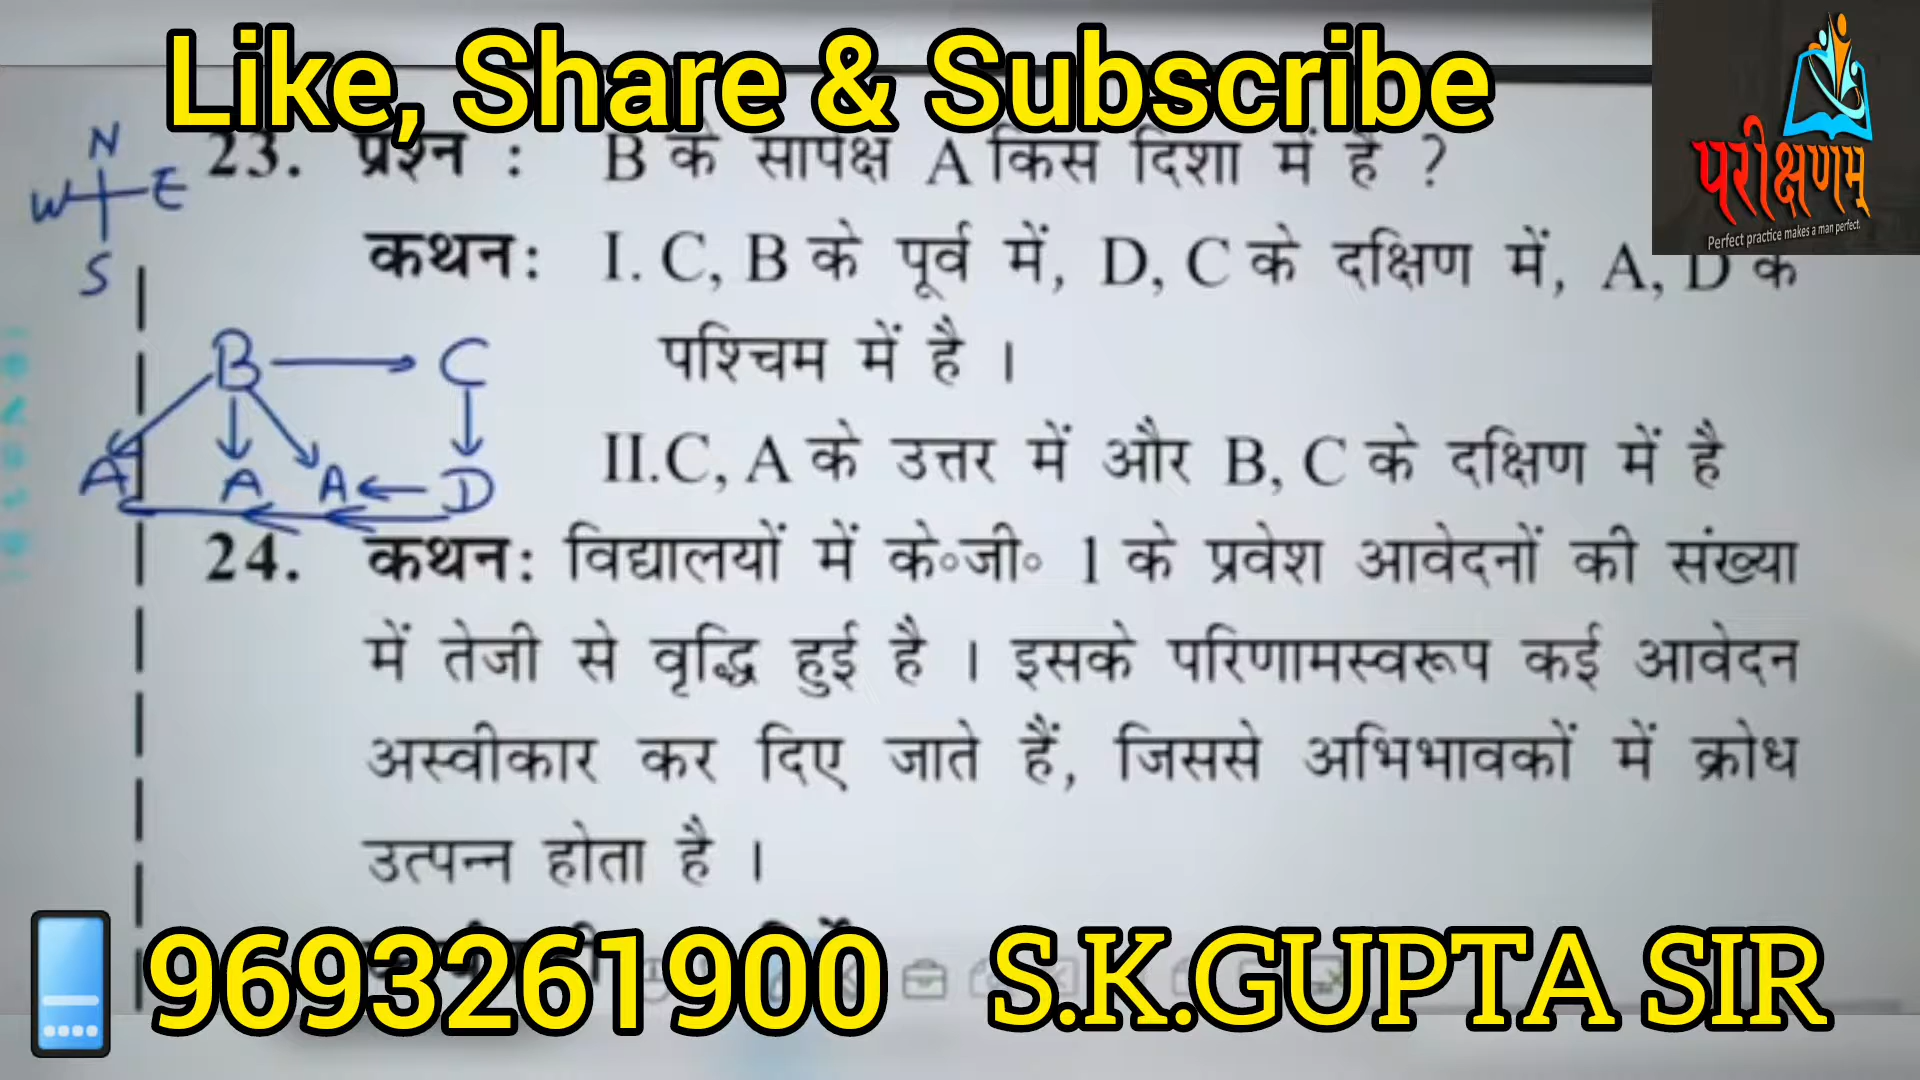 Like, Share & Subscribe
परीक्षणम्
Perfect practice makes a man perfect.
N
W E
S
23. प्रश्न : B के सापेक्ष A किस दिशा में है ?
कथन: I. C, B के पूर्व में, D, C के दक्षिण में, A, D के
पश्चिम में है ।
II.C, A के उत्तर में और B, C के दक्षिण में है
B C
A A A D
24. कथन: विद्यालयों में के॰जी॰ 1 के प्रवेश आवेदनों की संख्या
में तेजी से वृद्धि हुई है । इसके परिणामस्वरूप कई आवेदन
अस्वीकार कर दिए जाते हैं, जिससे अभिभावकों में क्रोध
उत्पन्न होता है ।
9693261900 S.K.GUPTA SIR